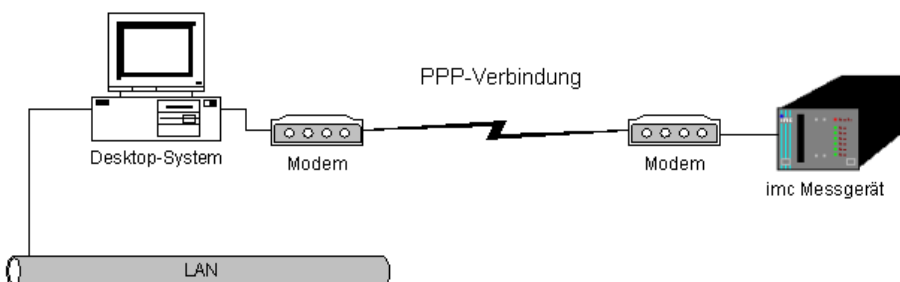 PPP-Verbindung
Desktop-System
Modem
Modem
imc Messgerät
LAN